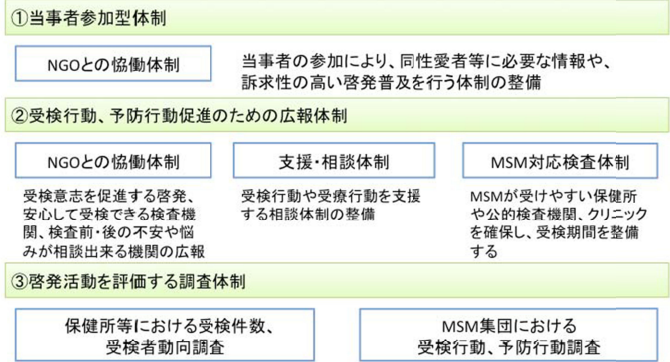 ①当事者参加型体制
NGOとの協働体制
当事者の参加により、同性愛者等に必要な情報や、
訴求性の高い啓発普及を行う体制の整備
②受検行動、予防行動促進のための広報体制
NGOとの協働体制
受検意志を促進する啓発、
安心して受検できる検査機
関、検査前・後の不安や悩
みが相談出来る機関の広報
支援・相談体制
受検行動や受療行動を支援
する相談体制の整備
MSM対応検査体制
MSMが受けやすい保健所
や公的検査機関、クリニック
を確保し、受検期間を整備
する
③啓発活動を評価する調査体制
保健所等における受検件数、
受検者動向調査
MSM集団における
受検行動、予防行動調査